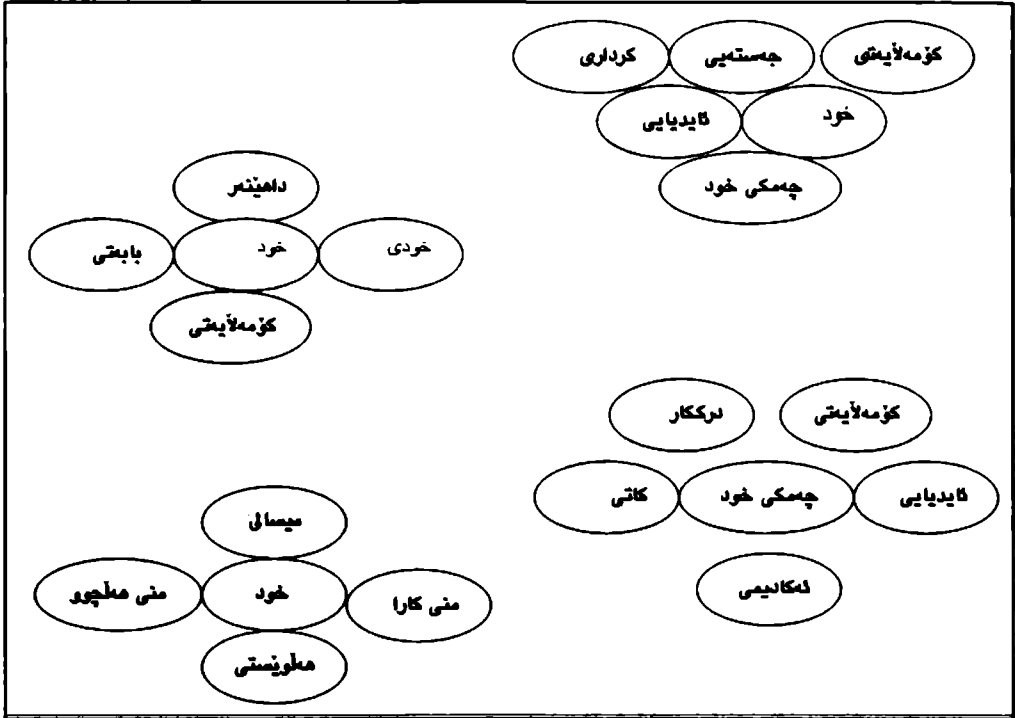 کۆمەڵایەتی
جەستەیی
کرداری
خود
ئایدیایی
چەمکی خود
داهێنەر
خودی
خود
بابەتی
کۆمەڵایەتی
کۆمەڵایەتی
درککار
ئایدیایی
چەمکی خود
کاتی
ئەکادیمی
میسالی
منی کارا
خود
منی هەڵچوو
هەڵوێستی